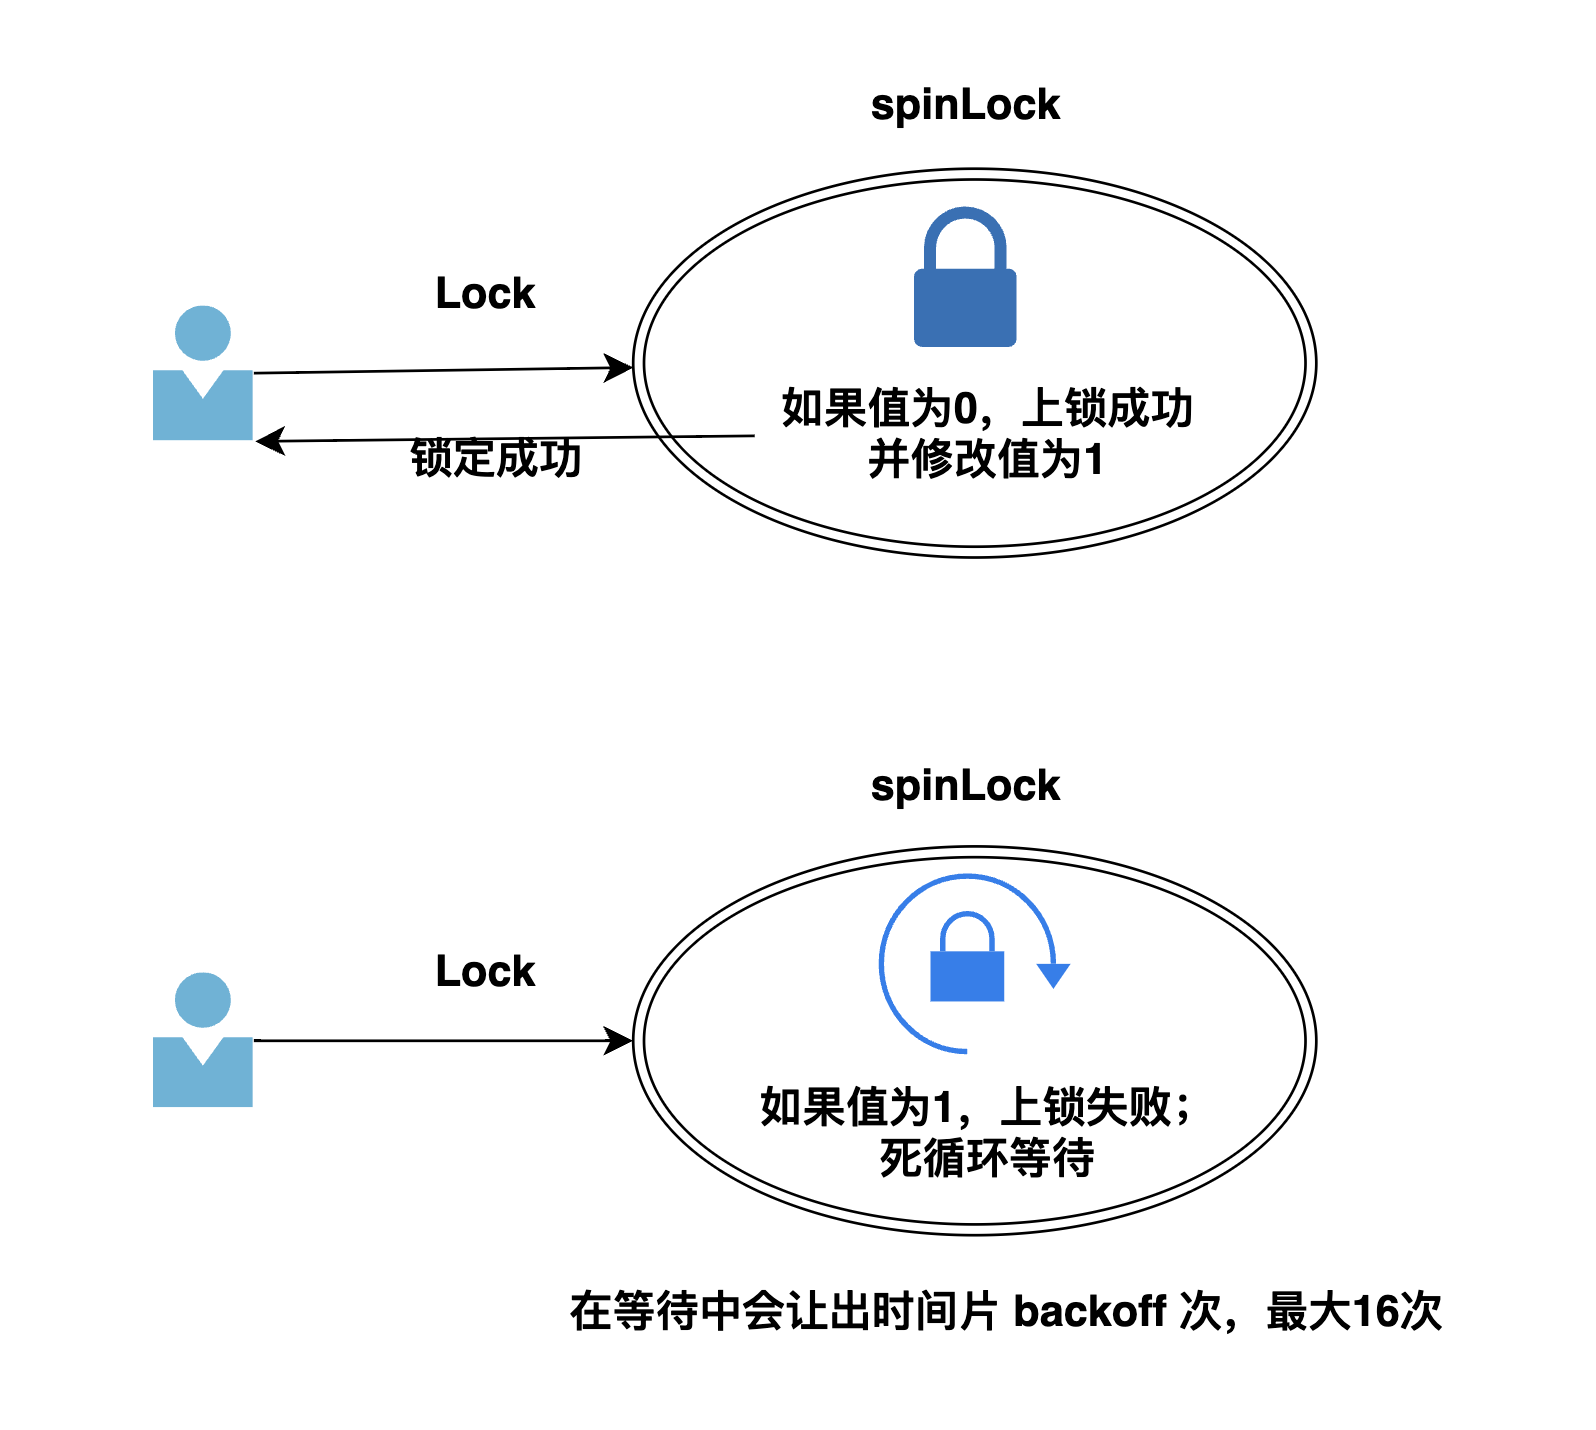 spinLock
Lock
如果值为0，上锁成功
并修改值为1
锁定成功
spinLock
Lock
如果值为1，上锁失败；
死循环等待
在等待中会让出时间片 backoff 次，最大16次